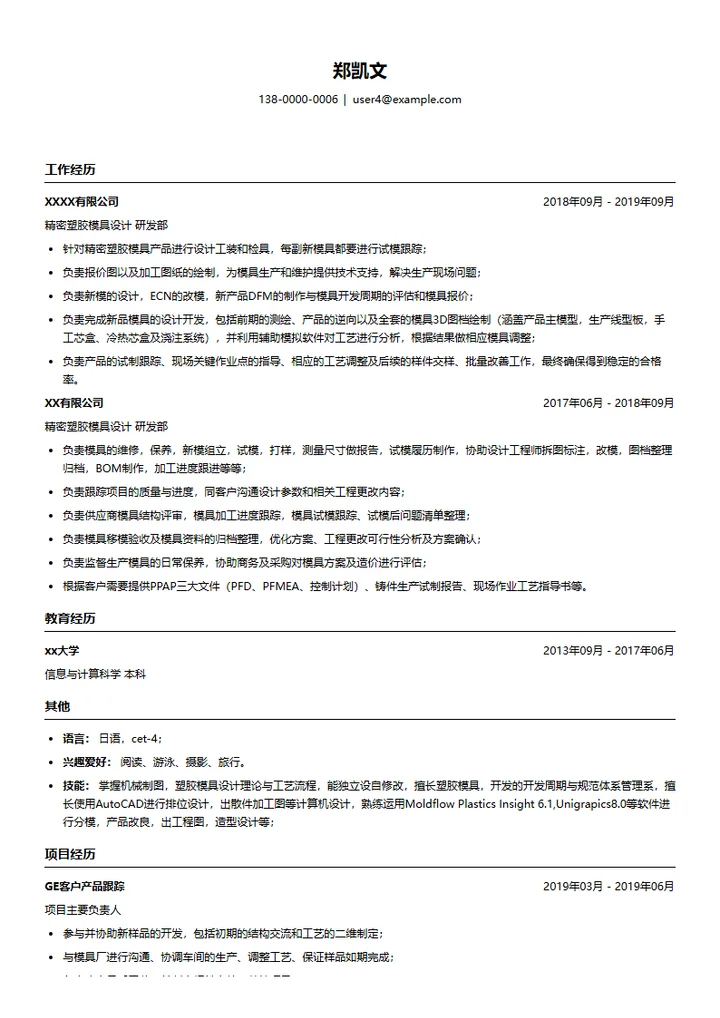 郑凯文
138-0000-0006 | user4@example.com
工作经历
XXXX有限公司 2018年09月 - 2019年09月
精密塑胶模具设计 研发部
• 针对精密塑胶模具产品进行设计工装和检具，每副新模具都要进行试模跟踪；
• 负责报价图以及加工图纸的绘制，为模具生产和维护提供技术支持，解决生产现场问题；
• 负责新模的设计，ECN的改模，新产品DFM的制作与模具开发周期的评估和模具报价；
• 负责完成新品模具的设计开发，包括前期的测绘、产品的逆向以及全套的模具3D图档绘制（涵盖产品主模型，生产线型板，手
工芯盒、冷热芯盒及浇注系统），并利用辅助模拟软件对工艺进行分析，根据结果做相应模具调整；
• 负责产品的试制跟踪、现场关键作业点的指导、相应的工艺调整及后续的样件交样、批量改善工作，最终确保得到稳定的合格
率。
XX有限公司 2017年06月 - 2018年09月
精密塑胶模具设计 研发部
• 负责模具的维修，保养，新模组立，试模，打样，测量尺寸做报告，试模履历制作，协助设计工程师拆图标注，改模，图档整理
归档，BOM制作，加工进度跟进等等；
• 负责跟踪项目的质量与进度，同客户沟通设计参数和相关工程更改内容；
• 负责供应商模具结构评审，模具加工进度跟踪，模具试模跟踪、试模后问题清单整理；
• 负责模具移模验收及模具资料的归档整理，优化方案、工程更改可行性分析及方案确认；
• 负责监督生产模具的日常保养，协助商务及采购对模具方案及造价进行评估；
• 根据客户需要提供PPAP三大文件（PFD、PFMEA、控制计划）、铸件生产试制报告、现场作业工艺指导书等。
教育经历
xx大学 2013年09月 - 2017年06月
信息与计算科学 本科
其他
• 语言： 日语，cet-4；
• 兴趣爱好： 阅读、游泳、摄影、旅行。
• 技能： 掌握机械制图，塑胶模具设计理论与工艺流程，能独立设自修改，擅长塑胶模具，开发的开发周期与规范体系管理系，擅
长使用AutoCAD进行排位设计，出散件加工图等计算机设计，熟练运用Moldflow Plastics Insight 6.1,Unigrapics8.0等软件进
行分模，产品改良，出工程图，造型设计等；
项目经历
GE客户产品跟踪 2019年03月 - 2019年06月
项目主要负责人
• 参与并协助新样品的开发，包括初期的结构交流和工艺的二维制定；
• 与模具厂进行沟通、协调车间的生产、调整工艺、保证样品如期完成；